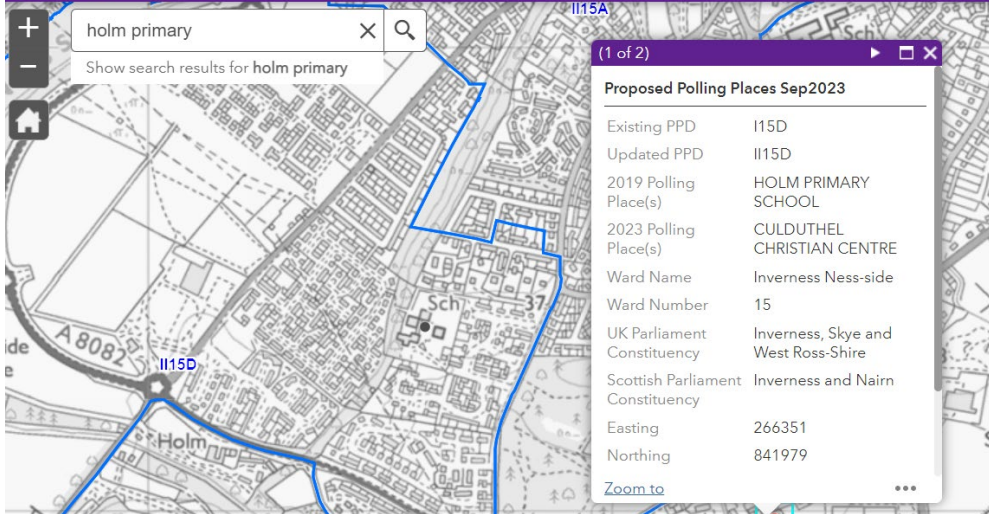 +
holm primary
Show search results for holm primary
−
II15A
Sch
(1 of 2)
Proposed Polling Places Sep2023
Existing PPD I15D
Updated PPD II15D
2019 Polling HOLM PRIMARY
Place(s) SCHOOL
2023 Polling CULDUTHEL
Place(s) CHRISTIAN CENTRE
Ward Name Inverness Ness-side
Ward Number 15
UK Parliament Inverness, Skye and
Constituency West Ross-Shire
Scottish Parliament Inverness and Nairn
Constituency
Easting 266351
Northing 841979
Zoom to
Sch
37
A 8082
II15D
Holm